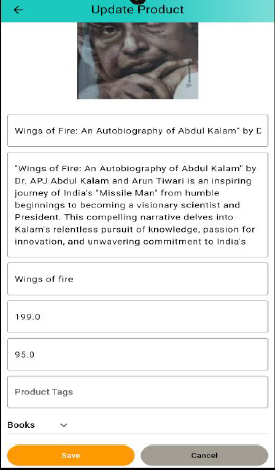 Update Product
Wings of Fire: An Autobiography of Abdul Kalam" by D
"Wings of Fire: An Autobiography of Abdul Kalam" by
Dr. APJ Abdul Kalam and Arun Tiwari is an inspiring
journey of India's "Missile Man" from humble
beginnings to becoming a visionary scientist and
President. This compelling narrative delves into
Kalam's relentless pursuit of knowledge, passion for
innovation, and unwavering commitment to India's
Wings of fire
199.0
95.0
Product Tags
Books
Save Cancel